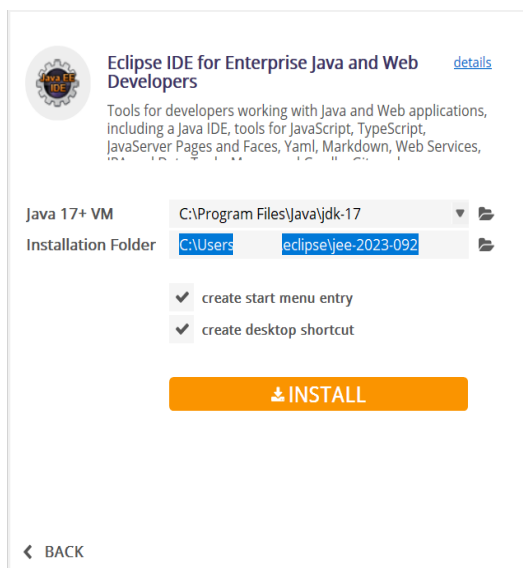 Java EE
IDE
Eclipse IDE for Enterprise Java and Web
Developers
details
Tools for developers working with Java and Web applications,
including a Java IDE, tools for JavaScript, TypeScript,
JavaServer Pages and Faces, Yaml, Markdown, Web Services,
Java 17+ VM
C:\Program Files\Java\jdk-17
Installation Folder
C:\Users eclipse\jee-2023-092
create start menu entry
create desktop shortcut
INSTALL
BACK